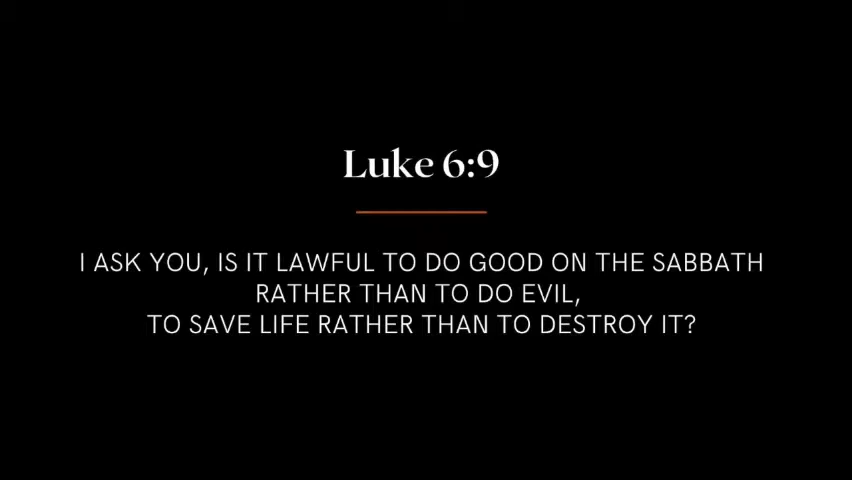 Luke 6:9
I ASK YOU, IS IT LAWFUL TO DO GOOD ON THE SABBATH
RATHER THAN TO DO EVIL,
TO SAVE LIFE RATHER THAN TO DESTROY IT?